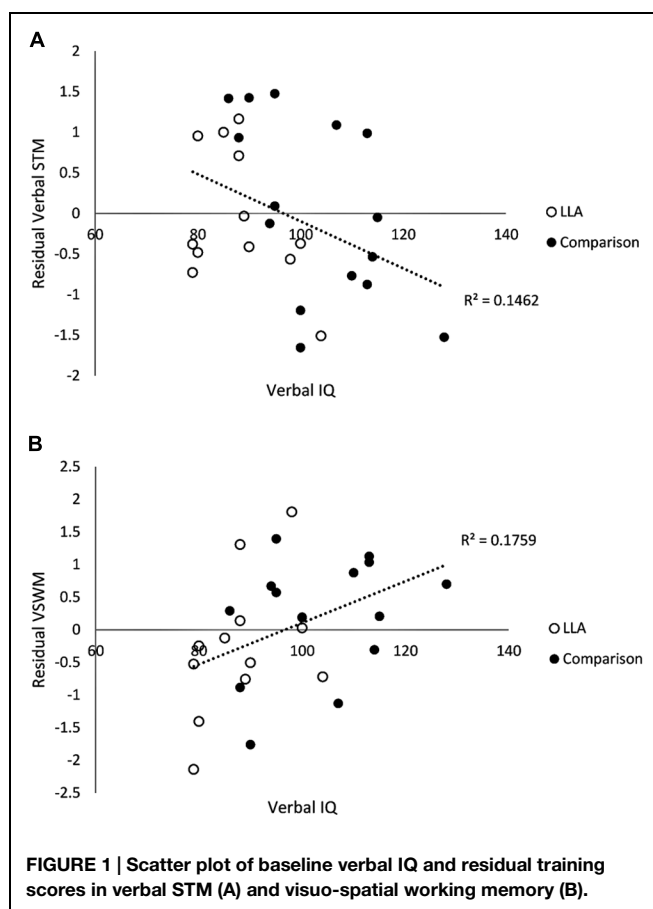 A
2
1.5
1
0.5
0
-0.5
-1
-1.5
-2
60
80
100
120
140
Residual Verbal STM
Verbal IQ
LLA
Comparison
R² = 0.1462
B
2.5
2
1.5
1
0.5
0
-0.5
-1
-1.5
-2
-2.5
60
80
100
120
140
Residual VSWM
Verbal IQ
LLA
Comparison
R² = 0.1759
FIGURE 1 | Scatter plot of baseline verbal IQ and residual training
scores in verbal STM (A) and visuo-spatial working memory (B).